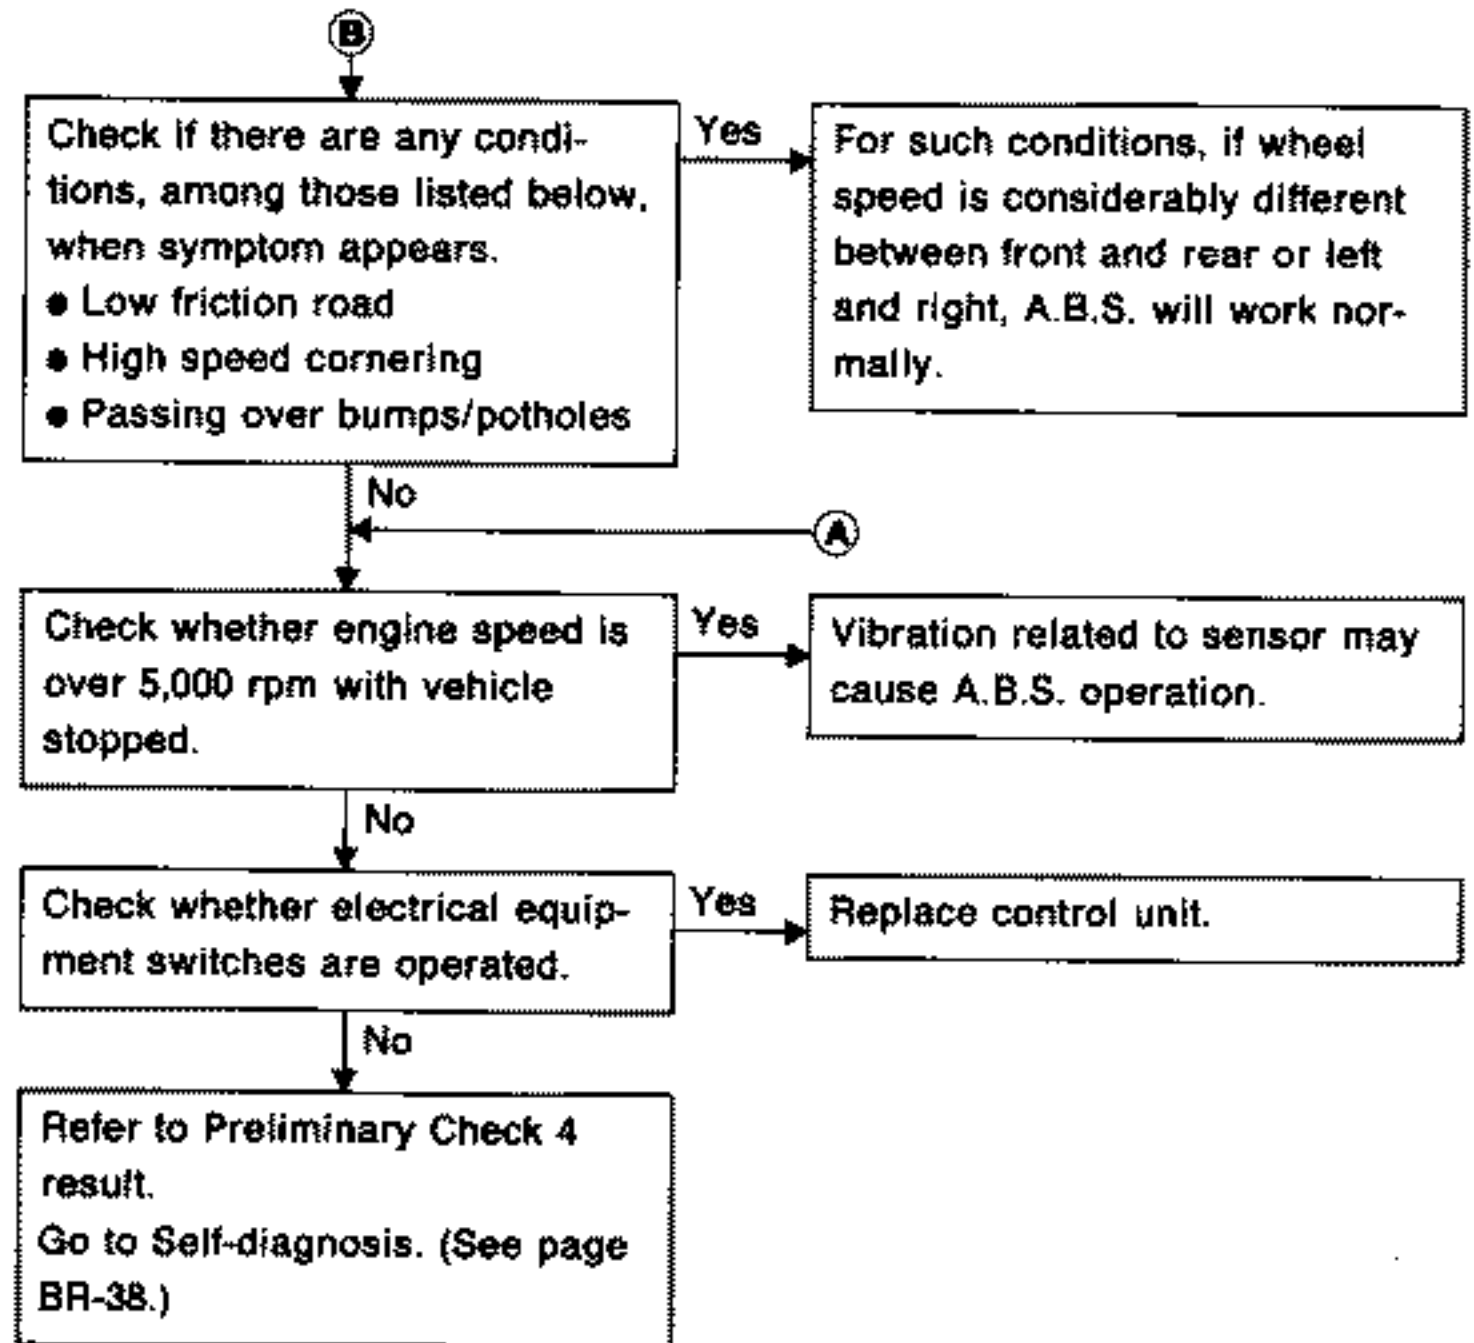 B
Check if there are any condi-
tions, among those listed below,
when symptom appears.
● Low friction road
● High speed cornering
● Passing over bumps/potholes
Yes
For such conditions, if wheel
speed is considerably different
between front and rear or left
and right, A.B.S. will work nor-
mally.
No
A
Check whether engine speed is
over 5,000 rpm with vehicle
stopped.
Yes
Vibration related to sensor may
cause A.B.S. operation.
No
Check whether electrical equip-
ment switches are operated.
Yes
Replace control unit.
No
Refer to Preliminary Check 4
result.
Go to Self-diagnosis. (See page
BR-38.)